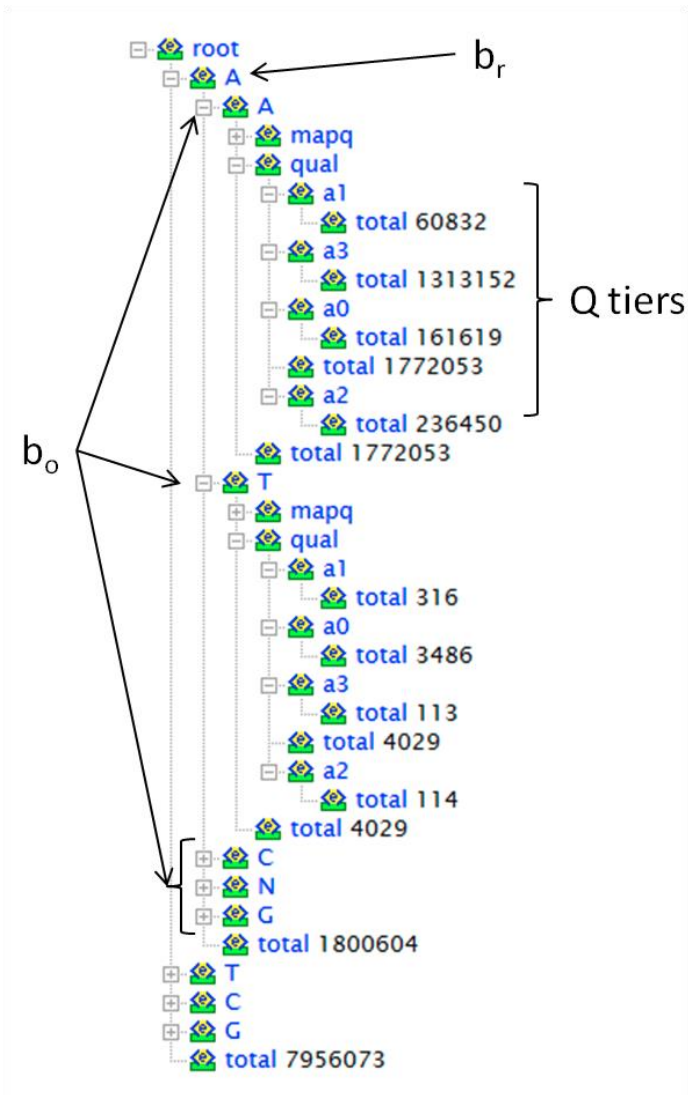 root
b_r
A
A
mapq
qual
a1
total 60832
a3
total 1313152
Q tiers
a0
total 161619
total 1772053
a2
total 236450
b_o
total 1772053
T
mapq
qual
a1
total 316
a0
total 3486
a3
total 113
total 4029
a2
total 114
total 4029
C
N
G
total 1800604
T
C
G
total 7956073